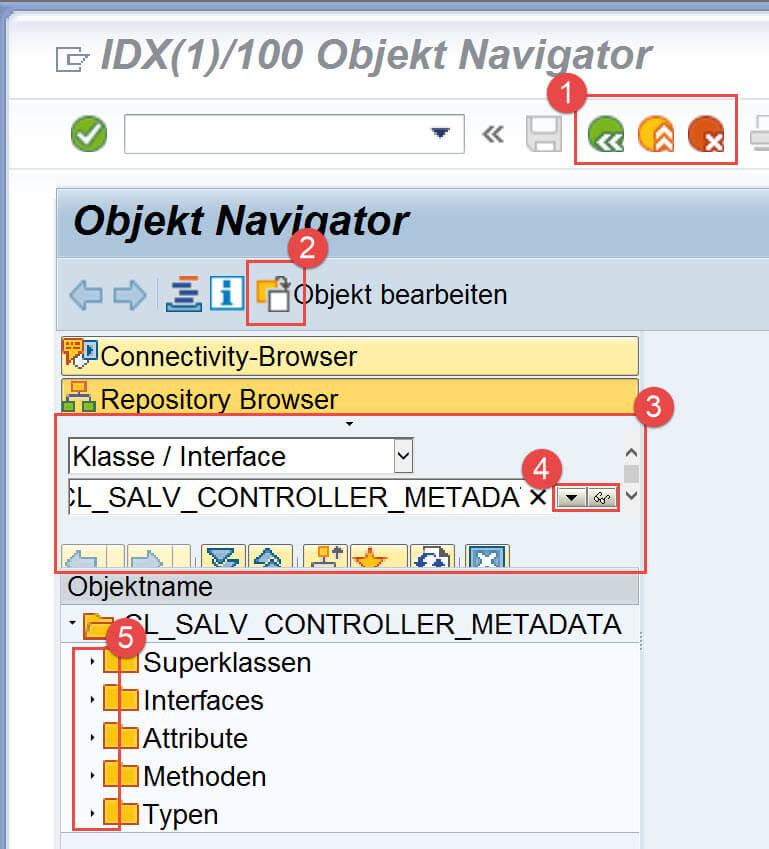 IDX(1)/100 Objekt Navigator
1
Objekt Navigator
2
Objekt bearbeiten
Connectivity-Browser
Repository Browser
3
Klasse / Interface
4
CL_SALV_CONTROLLER_METADA
Objektname
CL_SALV_CONTROLLER_METADATA
5
Superklassen
Interfaces
Attribute
Methoden
Typen